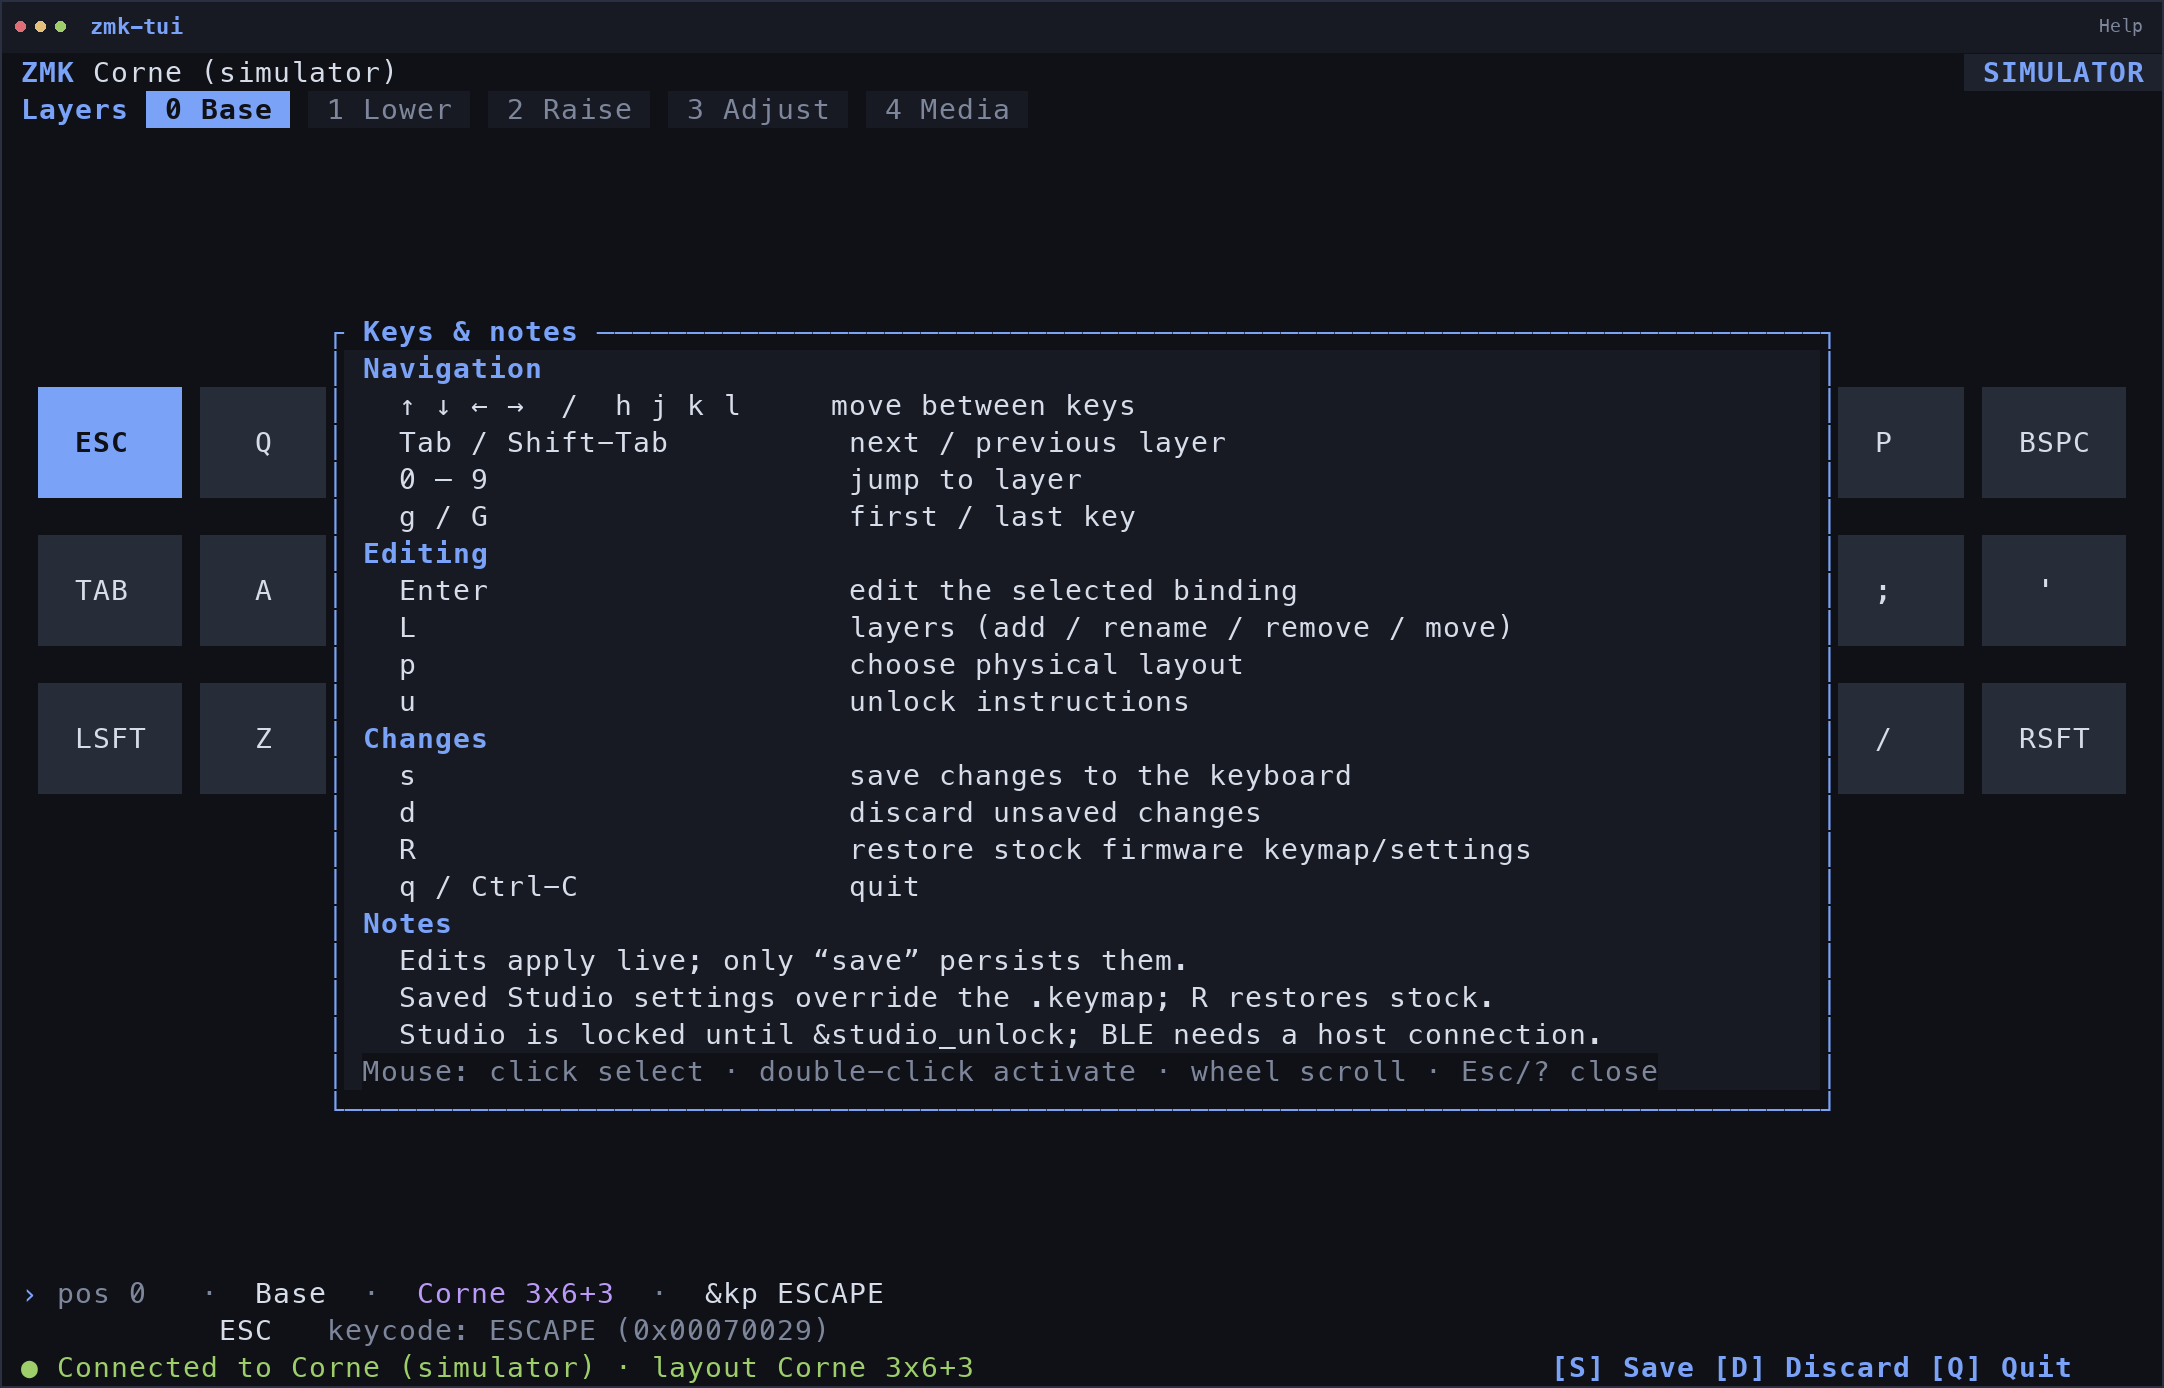 zmk-tui Help
ZMK Corne (simulator) SIMULATOR
Layers 0 Base 1 Lower 2 Raise 3 Adjust 4 Media
Keys & notes
Navigation
↑ ↓ ← → / h j k l move between keys
Tab / Shift-Tab next / previous layer
0 – 9 jump to layer
g / G first / last key
Editing
Enter edit the selected binding
L layers (add / rename / remove / move)
p choose physical layout
u unlock instructions
Changes
s save changes to the keyboard
d discard unsaved changes
R restore stock firmware keymap/settings
q / Ctrl-C quit
Notes
Edits apply live; only “save” persists them.
Saved Studio settings override the .keymap; R restores stock.
Studio is locked until &studio_unlock; BLE needs a host connection.
Mouse: click select · double-click activate · wheel scroll · Esc/? close
ESC Q P BSPC
TAB A ; '
LSFT Z / RSFT
› pos 0 · Base · Corne 3x6+3 · &kp ESCAPE
ESC keycode: ESCAPE (0x00070029)
● Connected to Corne (simulator) · layout Corne 3x6+3 [S] Save [D] Discard [Q] Quit